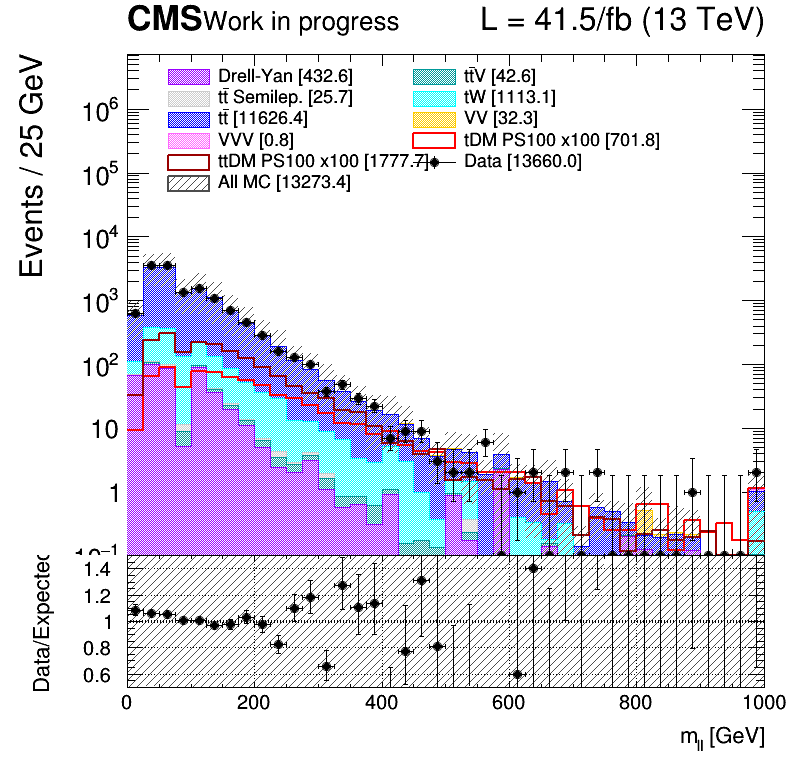 CMS Work in progress L = 41.5/fb (13 TeV)
Drell-Yan [432.6] tt̄V [42.6]
tt̄ Semilep. [25.7] tW [1113.1]
tt̄ [11626.4] VV [32.3]
VVV [0.8] tDM PS100 x100 [701.8]
ttDM PS100 x100 [1777.7] Data [13660.0]
All MC [13273.4]
Events / 25 GeV
10⁶
10⁵
10⁴
10³
10²
10
1
10⁻¹
Data/Expected
1.4
1.2
1
0.8
0.6
0 200 400 600 800 1000
m_ll [GeV]